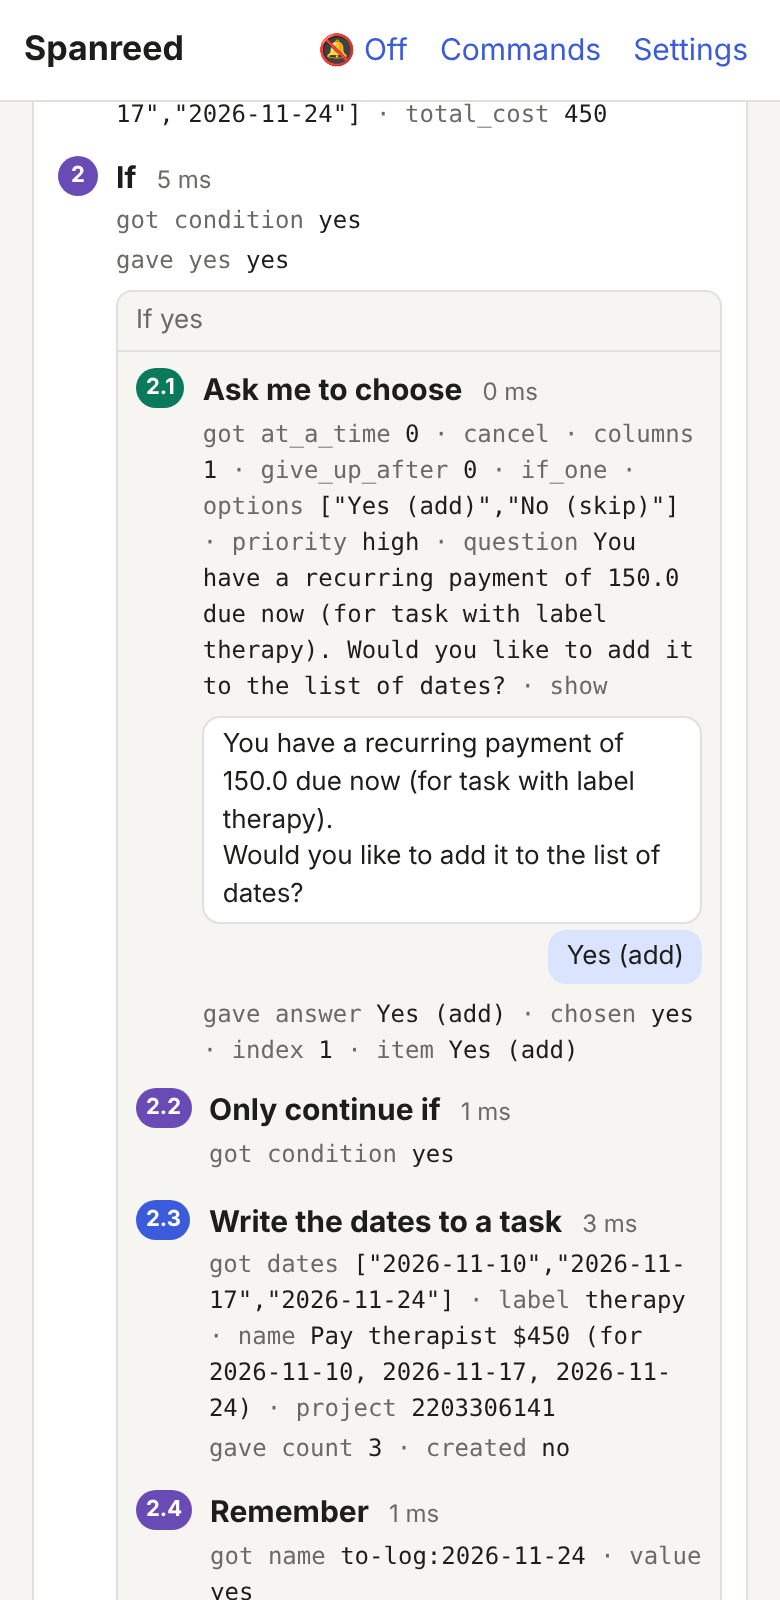 Spanreed 🔕 Off Commands Settings
17","2026-11-24"] · total_cost 450
2 If 5 ms
got condition yes
gave yes yes
If yes
2.1 Ask me to choose 0 ms
got at_a_time 0 · cancel · columns
1 · give_up_after 0 · if_one ·
options ["Yes (add)","No (skip)"]
· priority high · question You
have a recurring payment of 150.0
due now (for task with label
therapy). Would you like to add it
to the list of dates? · show
You have a recurring payment of
150.0 due now (for task with label
therapy).
Would you like to add it to the list of
dates?
Yes (add)
gave answer Yes (add) · chosen yes
· index 1 · item Yes (add)
2.2 Only continue if 1 ms
got condition yes
2.3 Write the dates to a task 3 ms
got dates ["2026-11-10","2026-11-
17","2026-11-24"] · label therapy
· name Pay therapist $450 (for
2026-11-10, 2026-11-17, 2026-11-
24) · project 2203306141
gave count 3 · created no
2.4 Remember 1 ms
got name to-log:2026-11-24 · value
yes